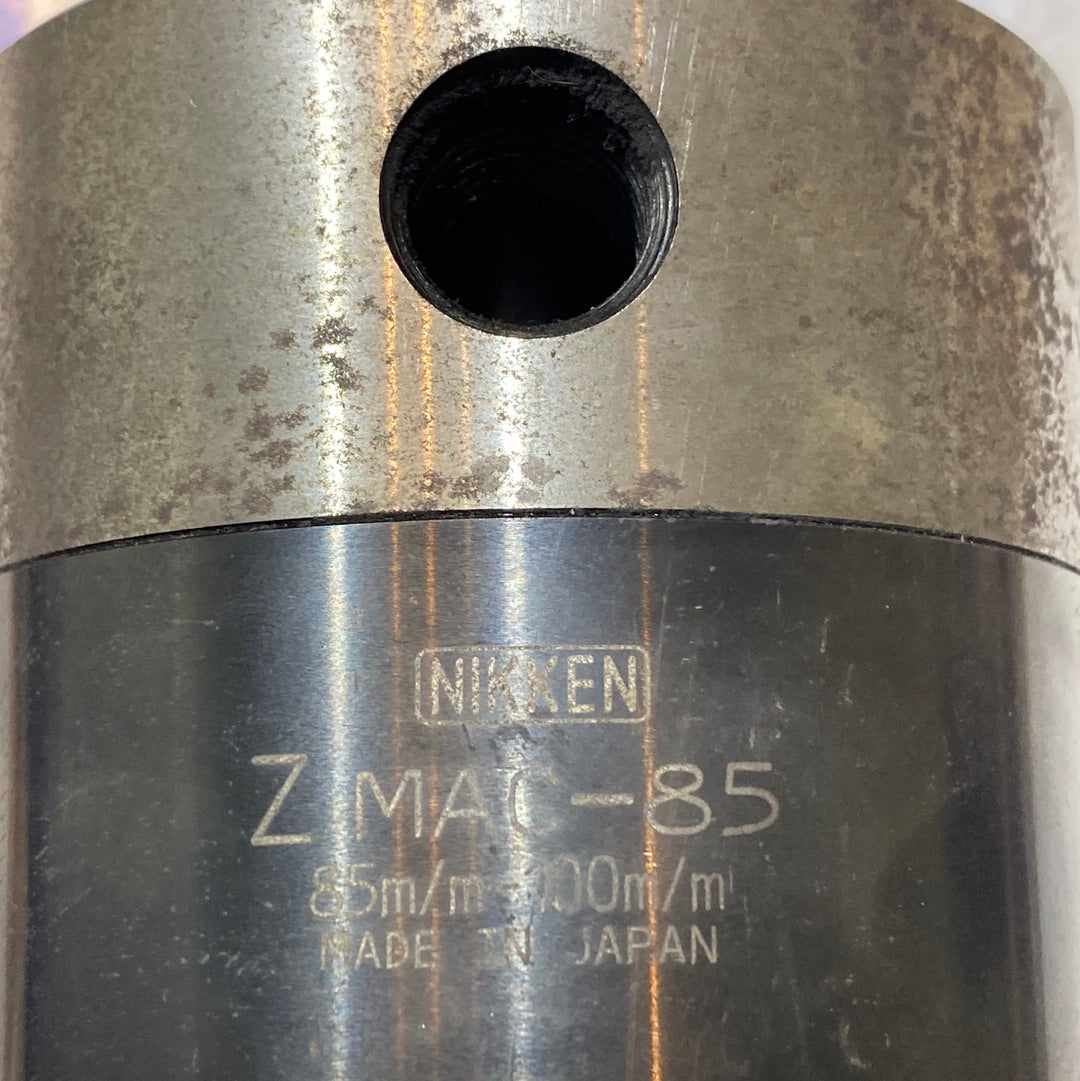 NIKKEN
Z MAC-85
85m/m-100m/m
MADE IN JAPAN